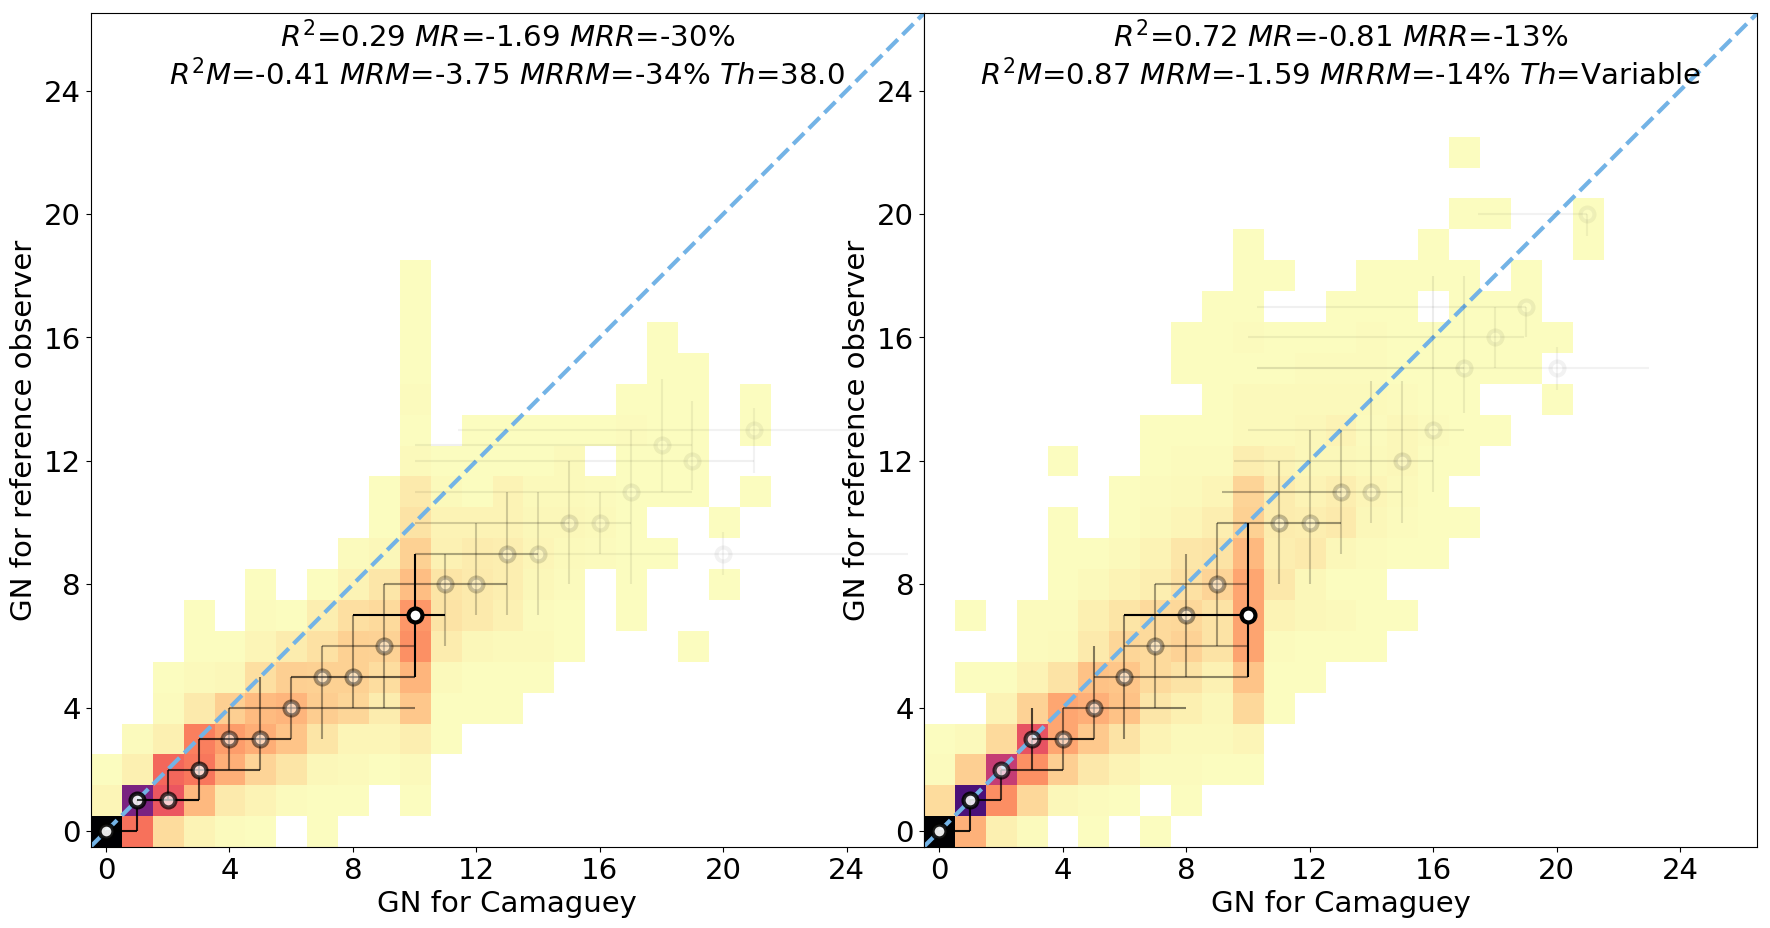 R²=0.29 MR=-1.69 MRR=-30%
R²M=-0.41 MRM=-3.75 MRRM=-34% Th=38.0
24
20
16
12
8
4
0
GN for reference observer
0 4 8 12 16 20 24
GN for Camaguey
R²=0.72 MR=-0.81 MRR=-13%
R²M=0.87 MRM=-1.59 MRRM=-14% Th=Variable
24
20
16
12
8
4
0
GN for reference observer
0 4 8 12 16 20 24
GN for Camaguey